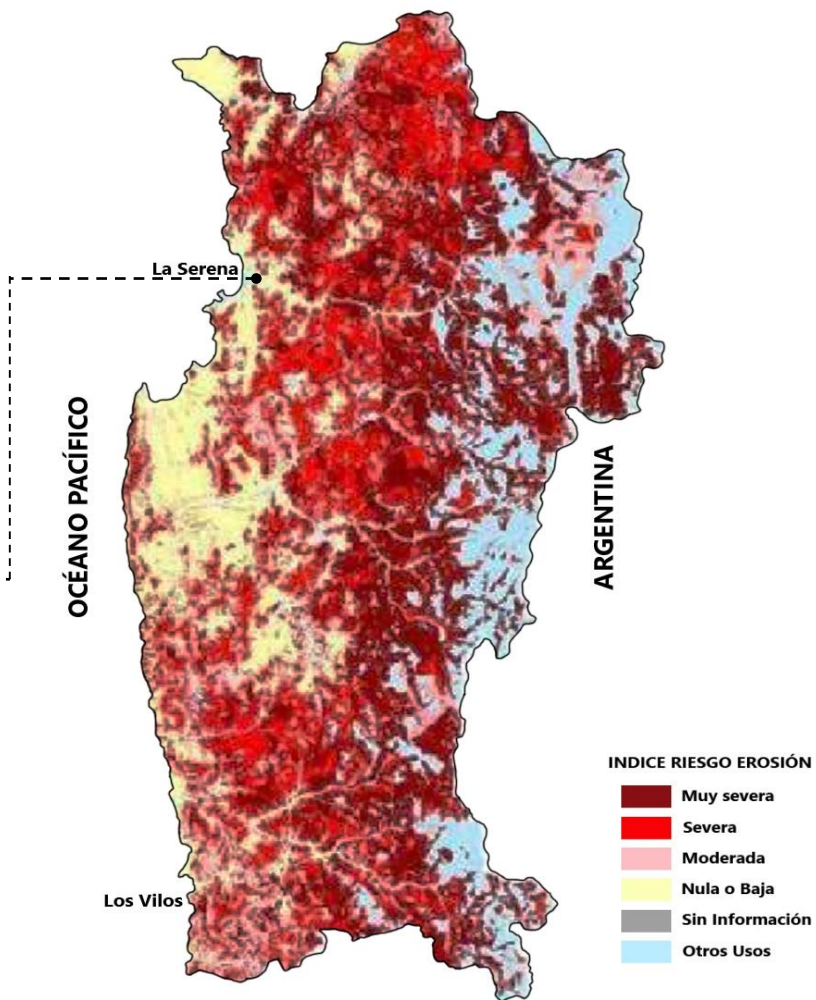 La Serena
OCÉANO PACÍFICO
ARGENTINA
INDICE RIESGO EROSIÓN
Muy severa
Severa
Moderada
Nula o Baja
Sin Información
Otros Usos
Los Vilos